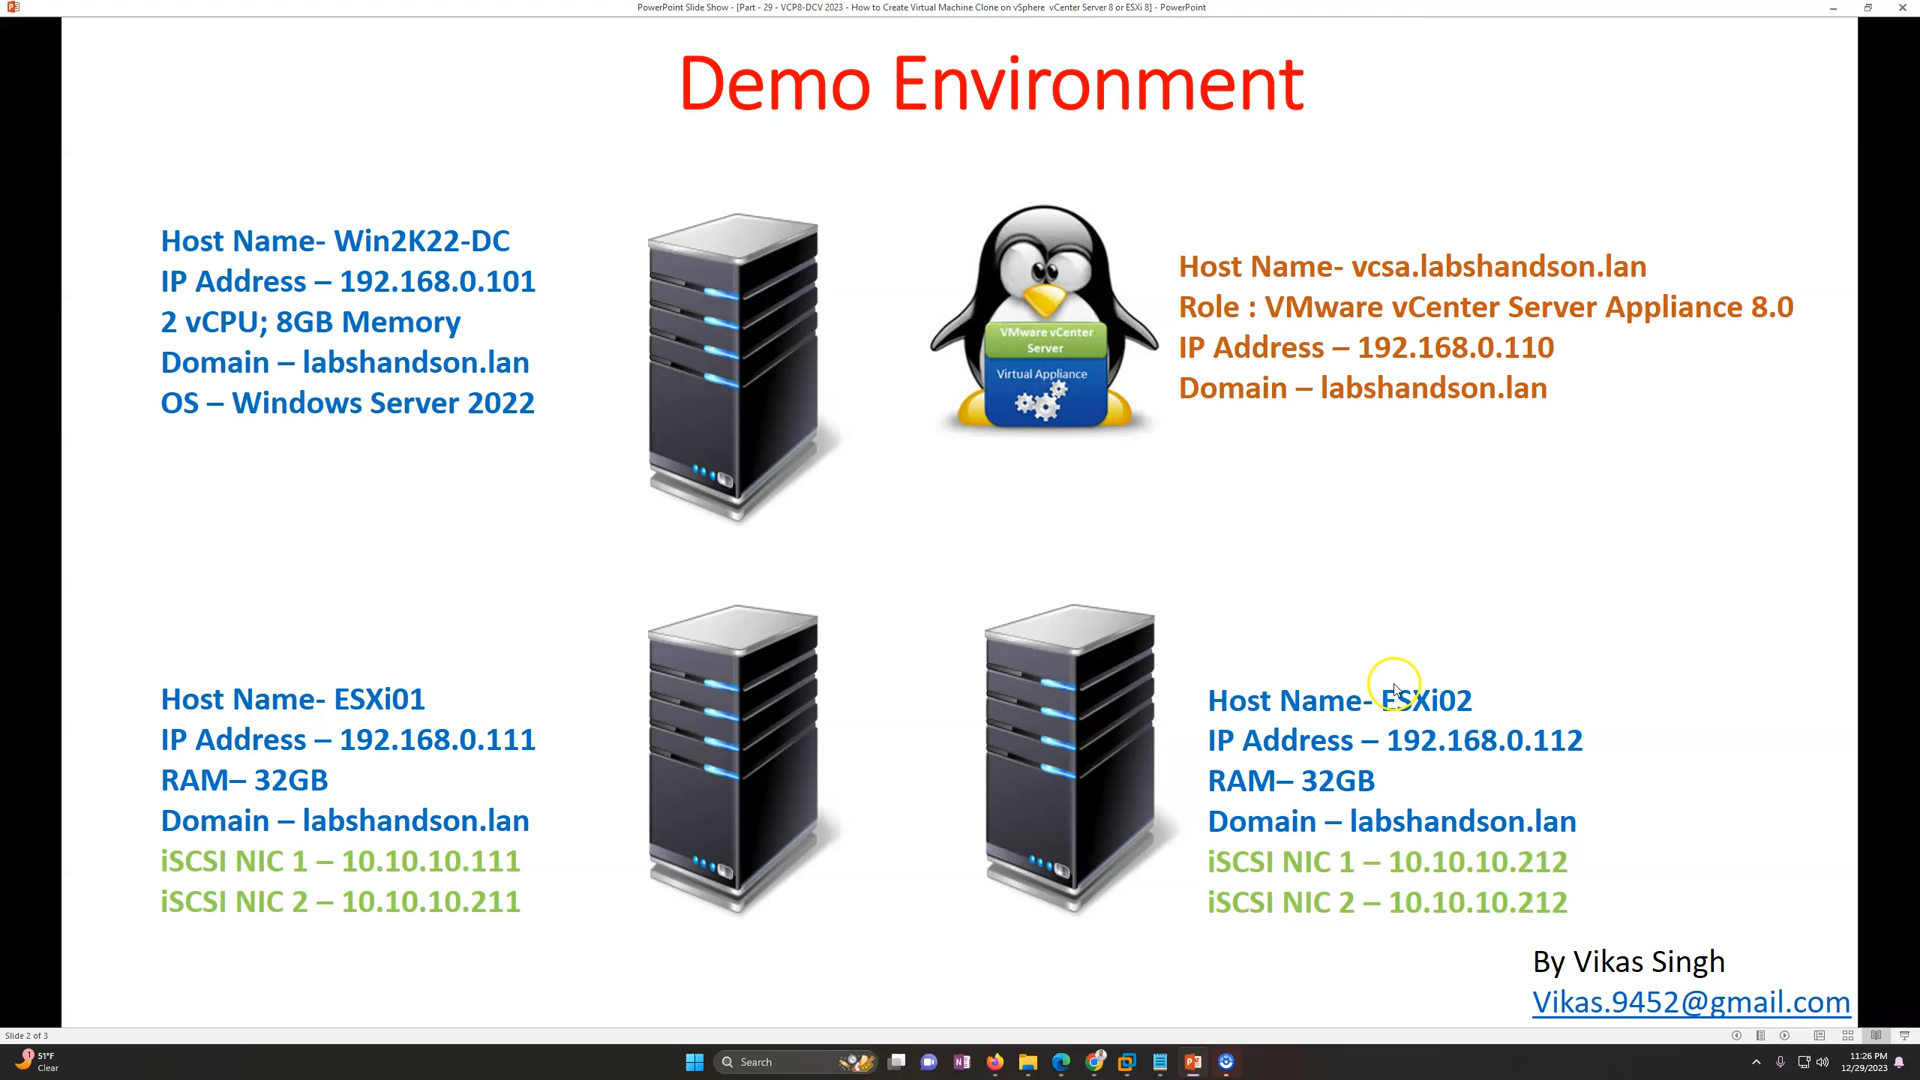 PowerPoint Slide Show - [Part - 29 - VCP8-DCV 2023 - How to Create Virtual Machine Clone on vSphere  vCenter Server 8 or ESXi 8] - PowerPoint
Demo Environment
Host Name- Win2K22-DC
IP Address – 192.168.0.101
2 vCPU; 8GB Memory
Domain – labshandson.lan
OS – Windows Server 2022
VMware vCenter
Server
Virtual Appliance
Host Name- vcsa.labshandson.lan
Role : VMware vCenter Server Appliance 8.0
IP Address – 192.168.0.110
Domain – labshandson.lan
Host Name- ESXi01
IP Address – 192.168.0.111
RAM– 32GB
Domain – labshandson.lan
iSCSI NIC 1 – 10.10.10.111
iSCSI NIC 2 – 10.10.10.211
Host Name- ESXi02
IP Address – 192.168.0.112
RAM– 32GB
Domain – labshandson.lan
iSCSI NIC 1 – 10.10.10.212
iSCSI NIC 2 – 10.10.10.212
By Vikas Singh
Vikas.9452@gmail.com
Slide 2 of 3
1
51°F
Clear
Search
11:26 PM
12/29/2023